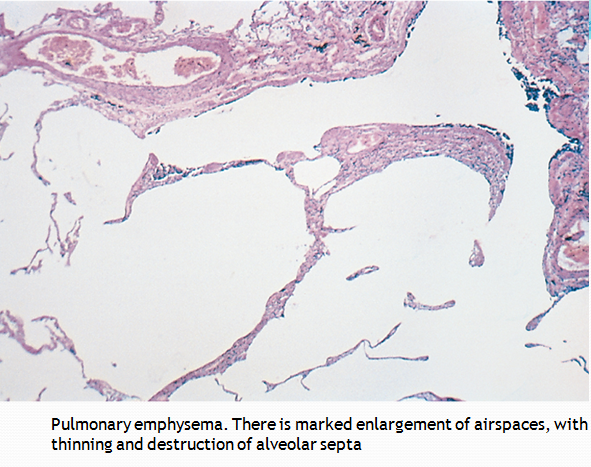 Pulmonary emphysema. There is marked enlargement of airspaces, with
thinning and destruction of alveolar septa